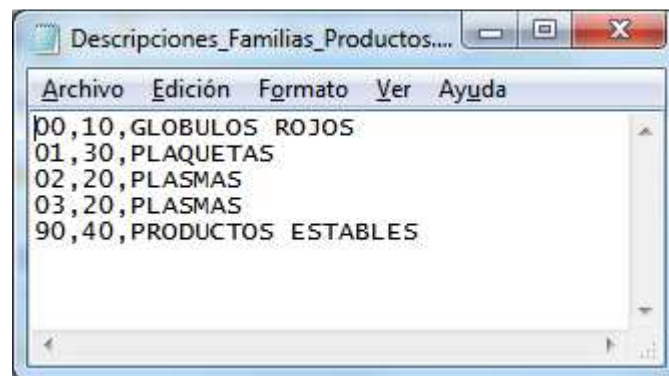 Descripciones_Familias_Productos....
Archivo Edición Formato Ver Ayuda
00,10,GLOBULOS ROJOS
01,30,PLAQUETAS
02,20,PLASMAS
03,20,PLASMAS
90,40,PRODUCTOS ESTABLES